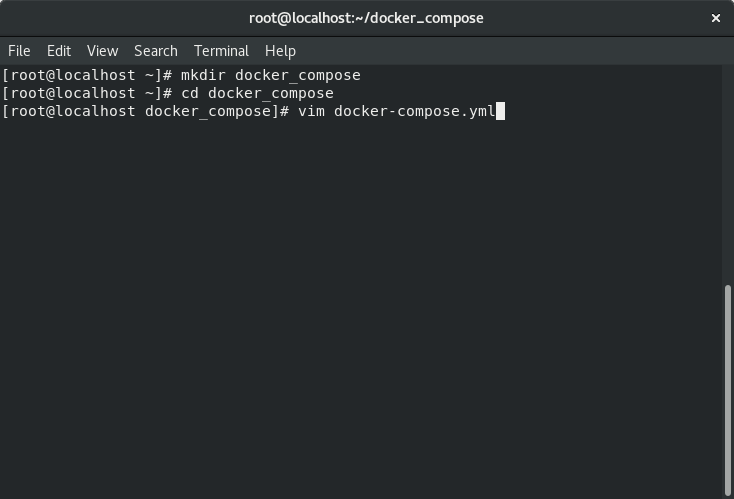 root@localhost:~/docker_compose
File Edit View Search Terminal Help
[root@localhost ~]# mkdir docker_compose
[root@localhost ~]# cd docker_compose
[root@localhost docker_compose]# vim docker-compose.yml